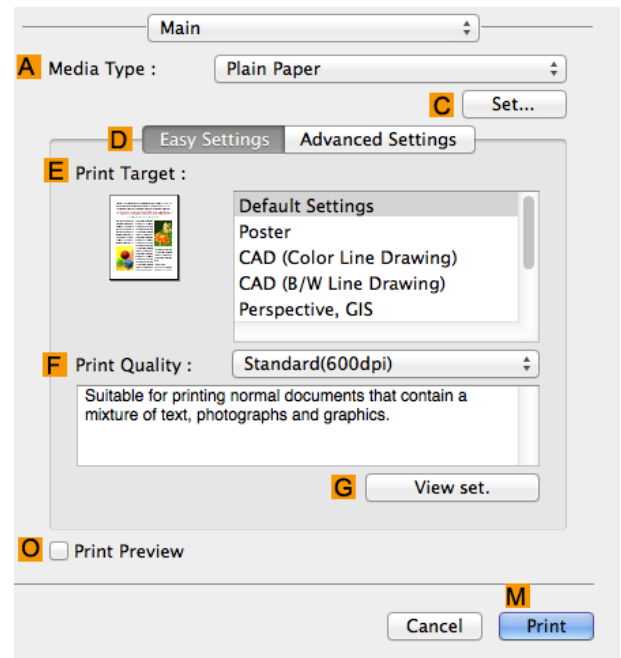 Main
A Media Type : Plain Paper
C Set...
D Easy Settings Advanced Settings
E Print Target :
Default Settings
Poster
CAD (Color Line Drawing)
CAD (B/W Line Drawing)
Perspective, GIS
F Print Quality : Standard(600dpi)
Suitable for printing normal documents that contain a
mixture of text, photographs and graphics.
G View set.
O Print Preview
M
Cancel Print